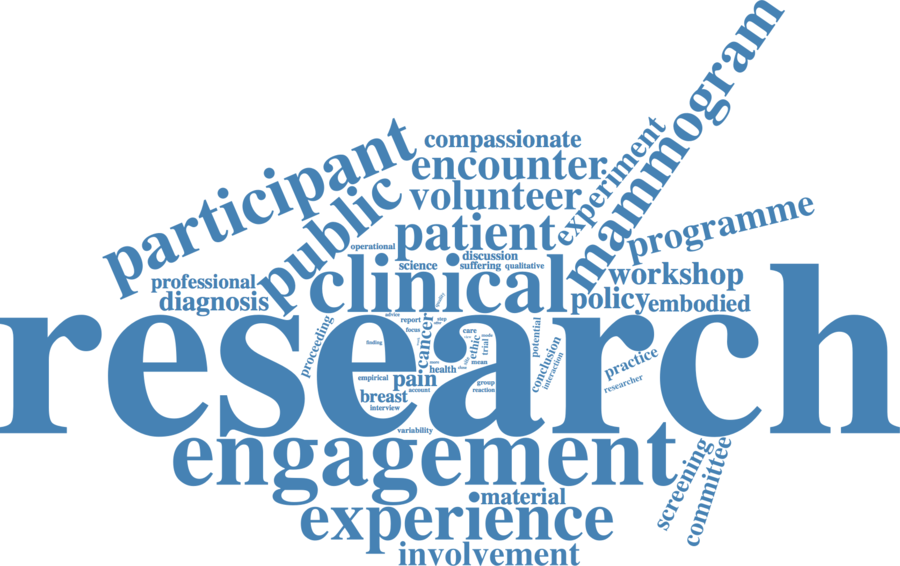 mammogram
participant
compassionate
experiment
encounter
public
volunteer
programme
patient
operational
discussion
clinical
science
suffering
qualitative
workshop
professional
diagnosis
policy
embodied
research
quality
advice
report
step
focus
proceeding
cancer
care
ethic
trial
potential
finding
conclusion
interaction
practice
researcher
mean
health
empirical
pain
account
group
reaction
breast
interview
variability
engagement
screening
committee
material
experience
involvement